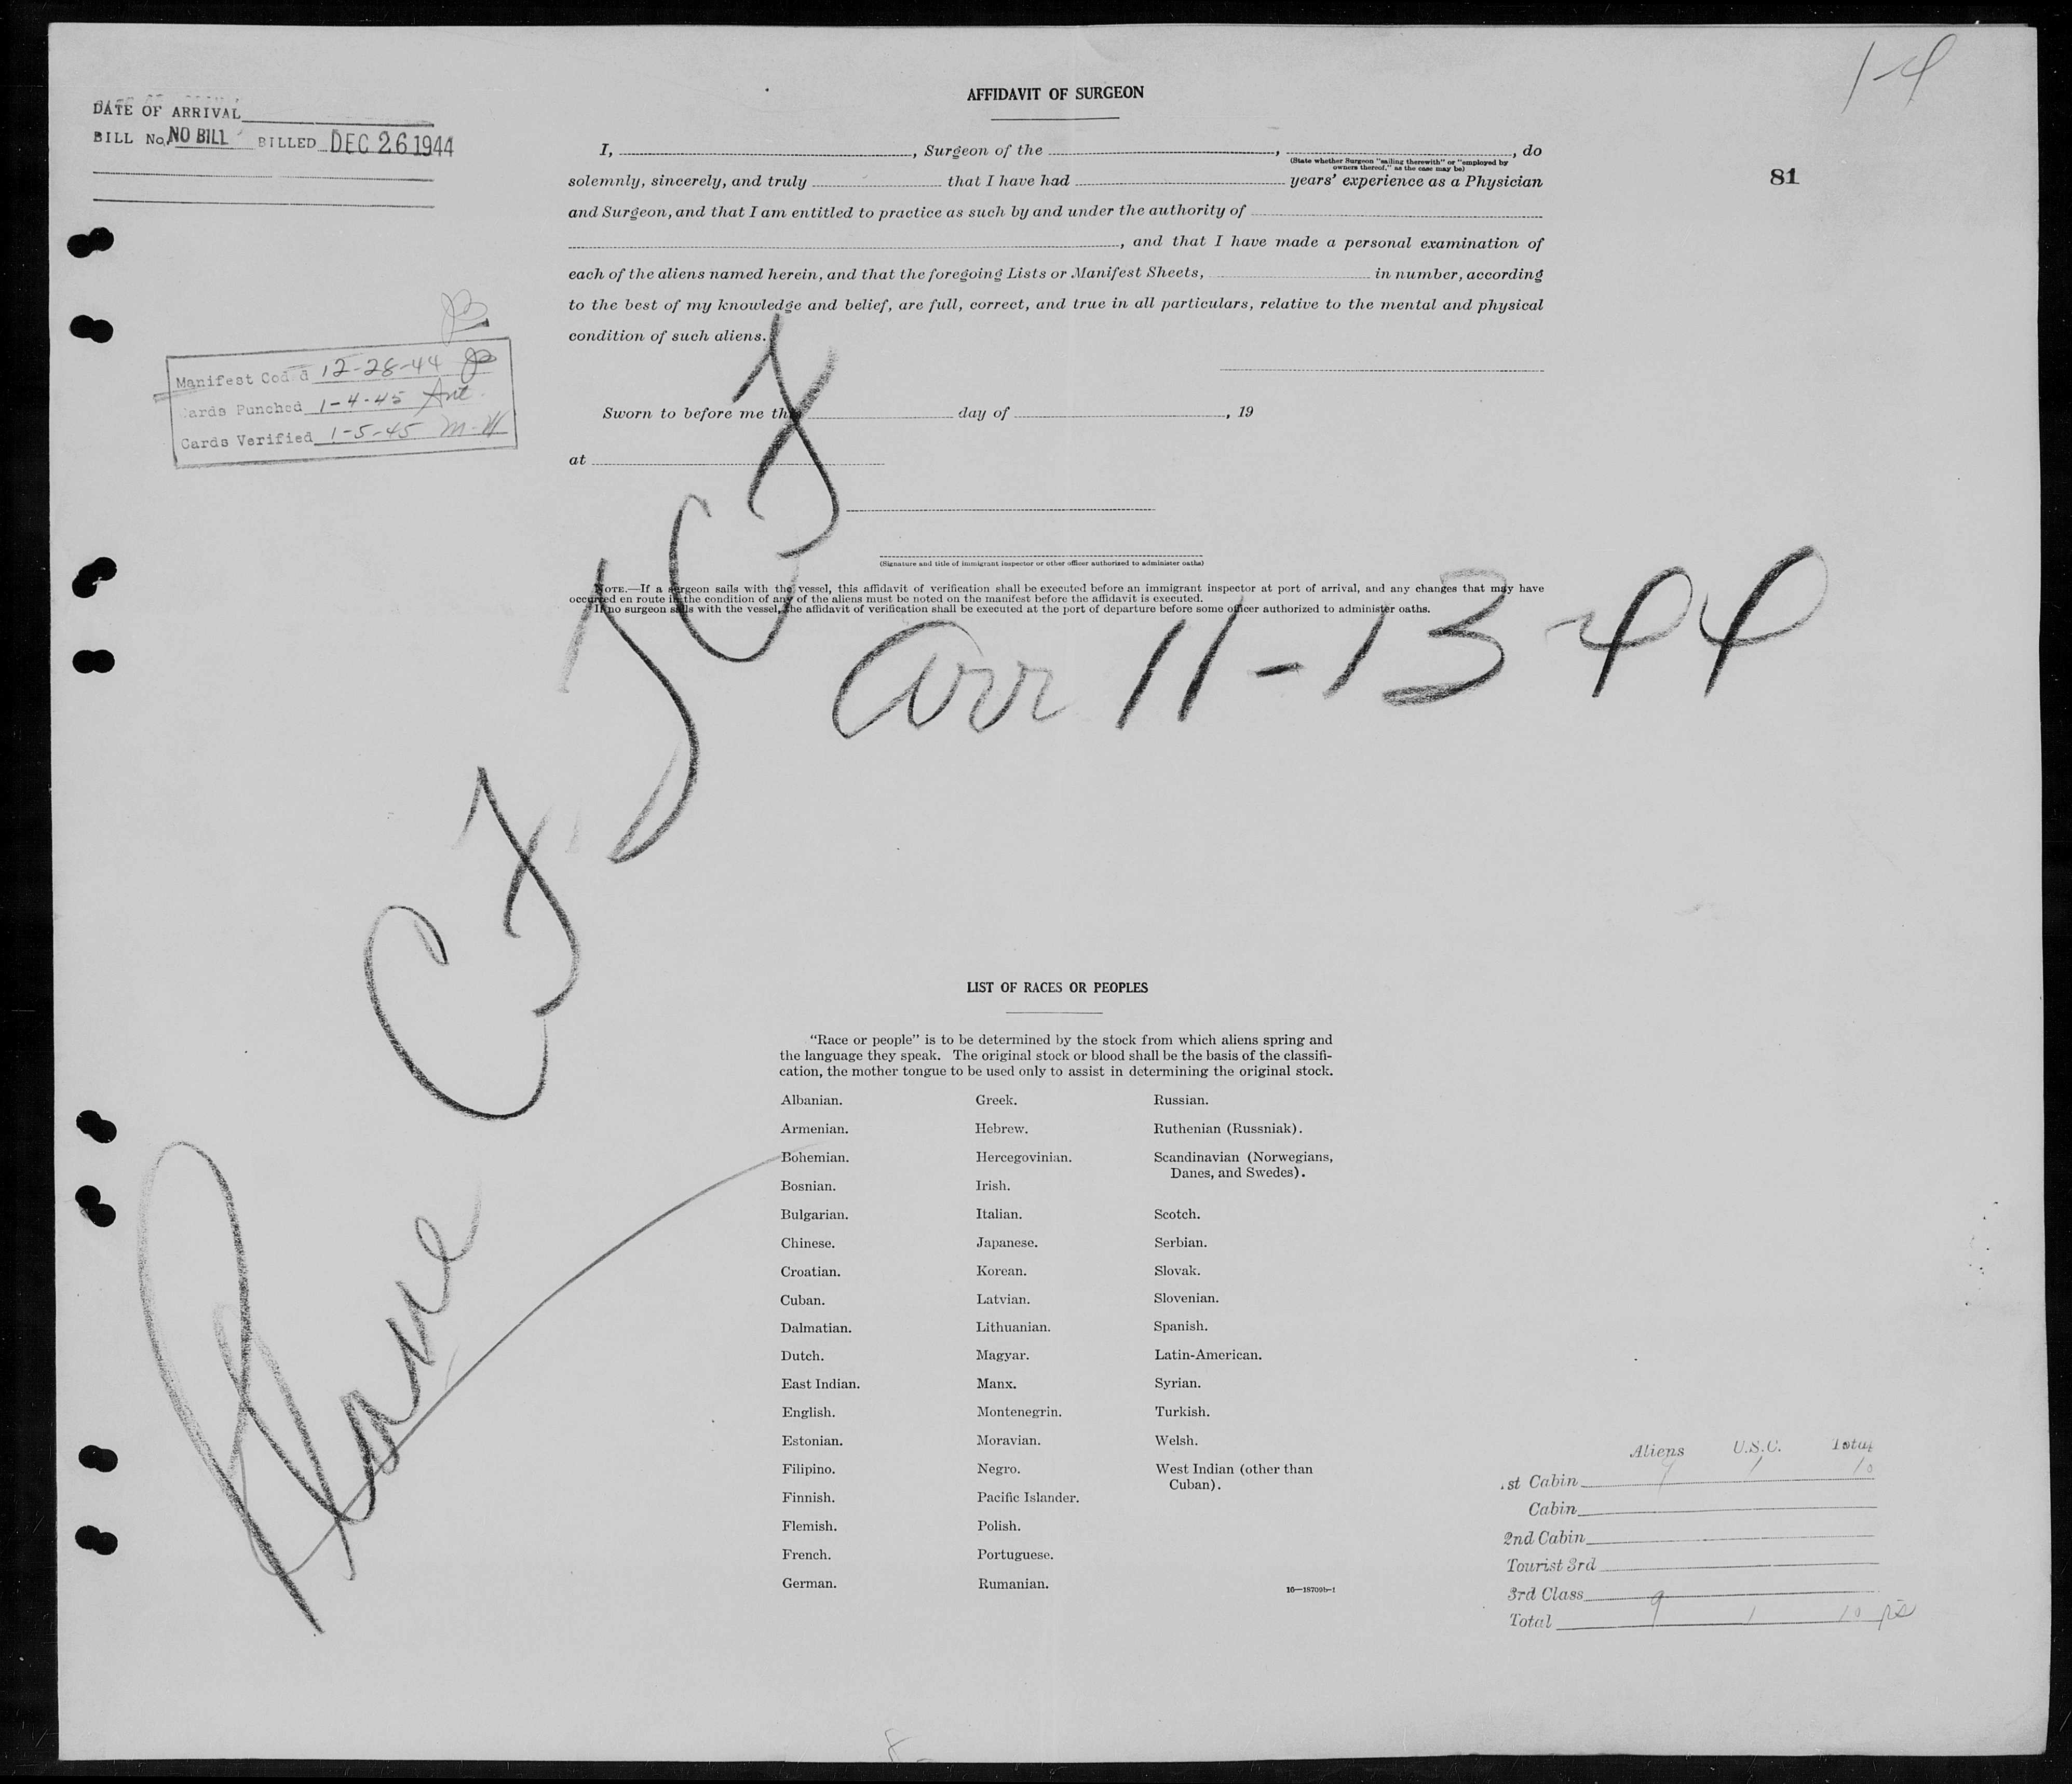 1-4
DATE OF ARRIVAL
BILL No. NO BILL BILLED DEC 26 1944
81
AFFIDAVIT OF SURGEON
I, , Surgeon of the , , do
(State whether Surgeon "sailing therewith" or "employed by
owners thereof," as the case may be)
solemnly, sincerely, and truly that I have had years' experience as a Physician
and Surgeon, and that I am entitled to practice as such by and under the authority of
, and that I have made a personal examination of
each of the aliens named herein, and that the foregoing Lists or Manifest Sheets, in number, according
to the best of my knowledge and belief, are full, correct, and true in all particulars, relative to the mental and physical
condition of such aliens.
Manifest Cod d 12-28-44
Cards Punched 1-4-45
Cards Verified 1-5-45 M-W
Sworn to before me this day of , 19
at
(Signature and title of immigrant inspector or other officer authorized to administer oaths)
NOTE.—If a surgeon sails with the vessel, this affidavit of verification shall be executed before an immigrant inspector at port of arrival, and any changes that may have
occurred en route in the condition of any of the aliens must be noted on the manifest before the affidavit is executed.
If no surgeon sails with the vessel, the affidavit of verification shall be executed at the port of departure before some officer authorized to administer oaths.
arr 11-13-44
Plane
LIST OF RACES OR PEOPLES
"Race or people" is to be determined by the stock from which aliens spring and
the language they speak. The original stock or blood shall be the basis of the classifi-
cation, the mother tongue to be used only to assist in determining the original stock.
Albanian.
Armenian.
Bohemian.
Bosnian.
Bulgarian.
Chinese.
Croatian.
Cuban.
Dalmatian.
Dutch.
East Indian.
English.
Estonian.
Filipino.
Finnish.
Flemish.
French.
German.
Greek.
Hebrew.
Hercegovinian.
Irish.
Italian.
Japanese.
Korean.
Latvian.
Lithuanian.
Magyar.
Manx.
Montenegrin.
Moravian.
Negro.
Pacific Islander.
Polish.
Portuguese.
Rumanian.
Russian.
Ruthenian (Russniak).
Scandinavian (Norwegians,
Danes, and Swedes).
Scotch.
Serbian.
Slovak.
Slovenian.
Spanish.
Latin-American.
Syrian.
Turkish.
Welsh.
West Indian (other than
Cuban).
16—18709b-1
Aliens U.S.C. Total
1st Cabin 9 1 10
Cabin
2nd Cabin
Tourist 3rd
3rd Class
Total 9 1 10